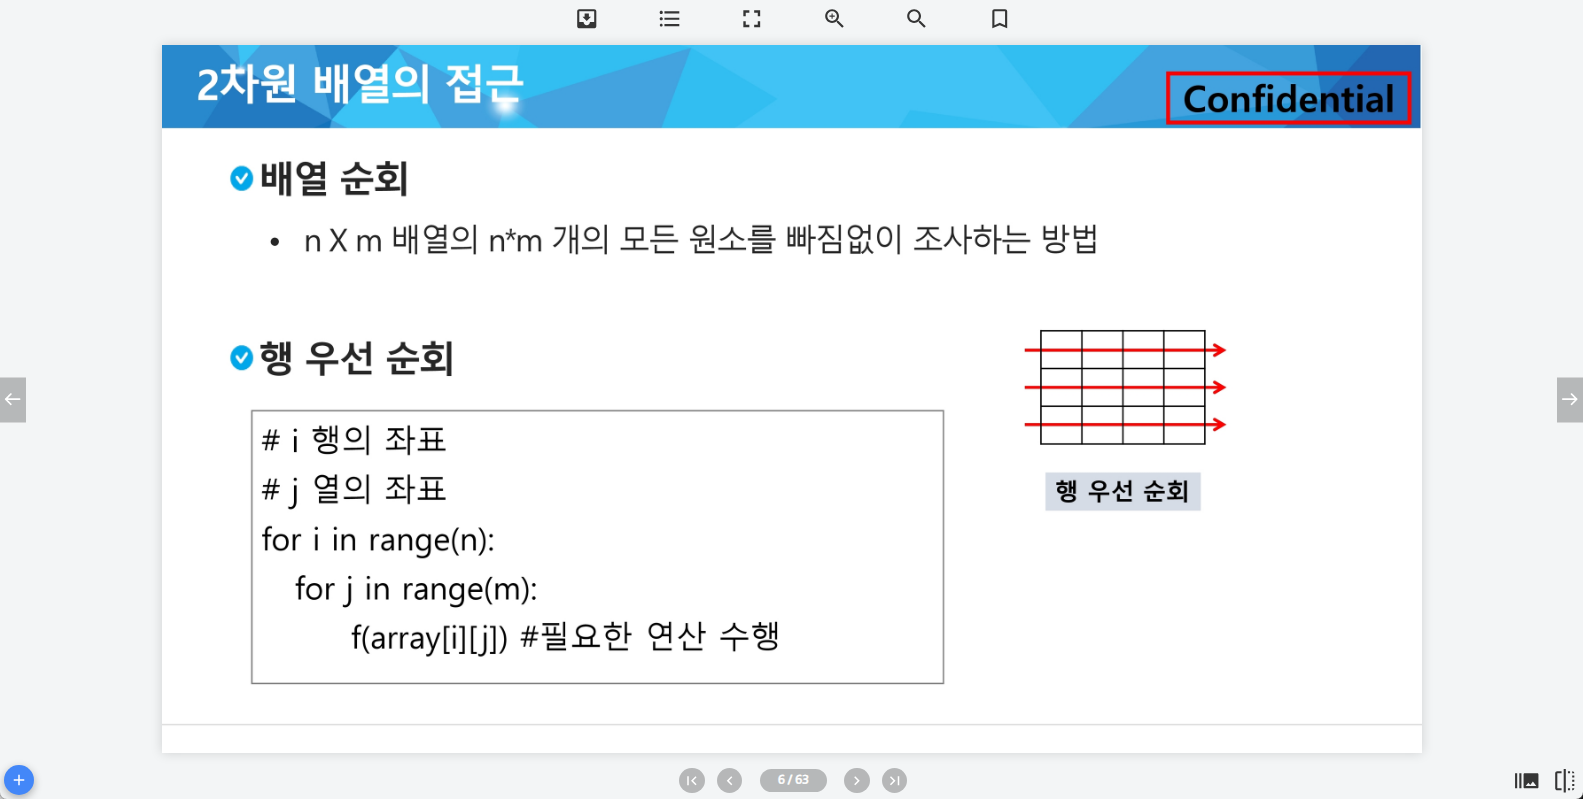 2차원 배열의 접근
Confidential
배열 순회
• n X m 배열의 n*m 개의 모든 원소를 빠짐없이 조사하는 방법
행 우선 순회
# i 행의 좌표
# j 열의 좌표
for i in range(n):
for j in range(m):
f(array[i][j]) #필요한 연산 수행
행 우선 순회
6 / 63